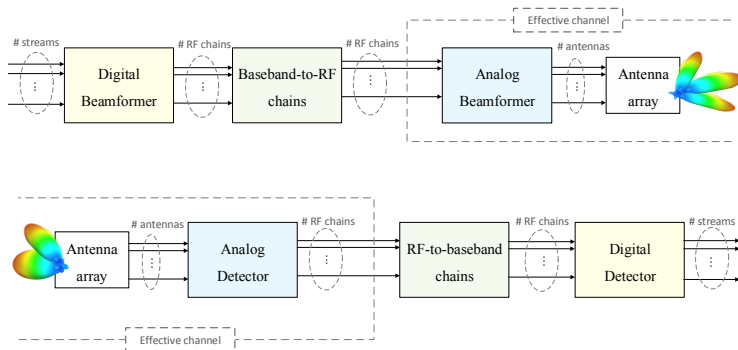 Effective channel
# streams
# RF chains
# RF chains
# antennas
Digital
Beamformer
Baseband-to-RF
chains
Analog
Beamformer
Antenna
array
# antennas
# RF chains
# RF chains
# streams
Antenna
array
Analog
Detector
RF-to-baseband
chains
Digital
Detector
Effective channel